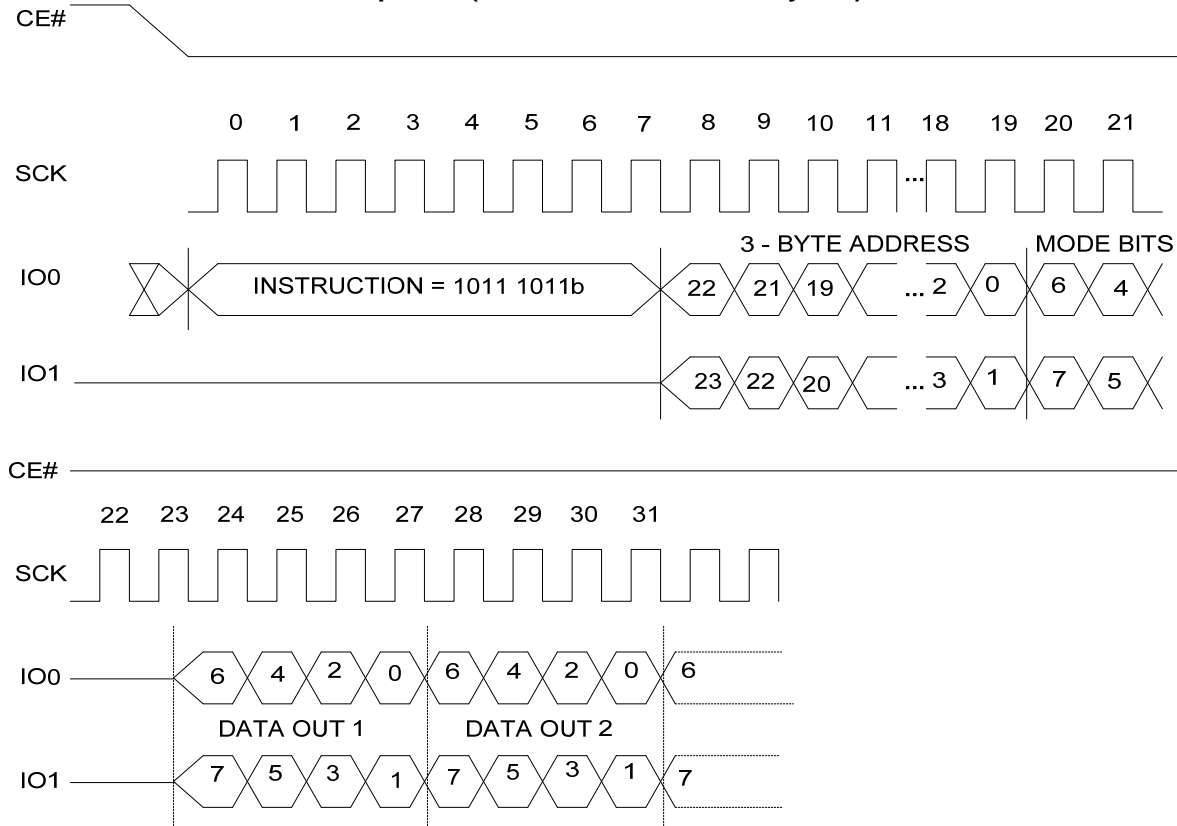 CE#
0 1 2 3 4 5 6 7 8 9 10 11 18 19 20 21
SCK ...
3 - BYTE ADDRESS MODE BITS
IO0 INSTRUCTION = 1011 1011b 22 21 19 ... 2 0 6 4
IO1 23 22 20 ... 3 1 7 5
CE#
22 23 24 25 26 27 28 29 30 31
SCK
IO0 6 4 2 0 6 4 2 0 6
DATA OUT 1 DATA OUT 2
IO1 7 5 3 1 7 5 3 1 7